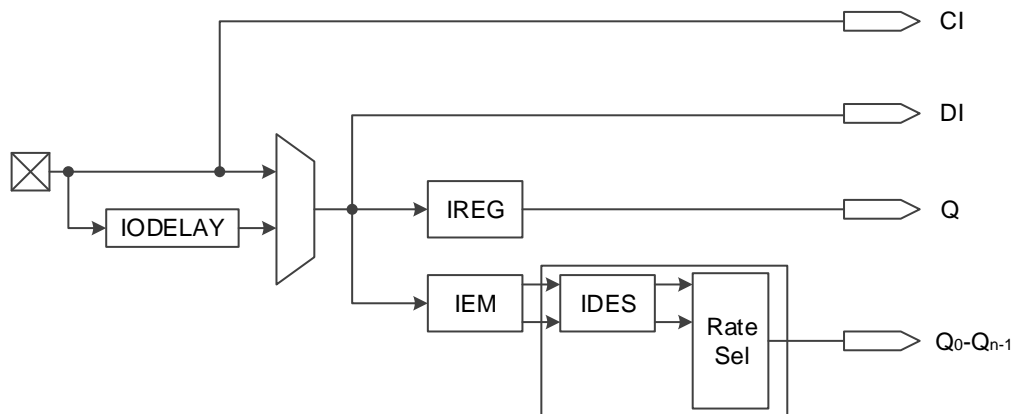 CI
DI
IODELAY
IREG
Q
IEM
IDES
Rate
Sel
Q0-Qn-1